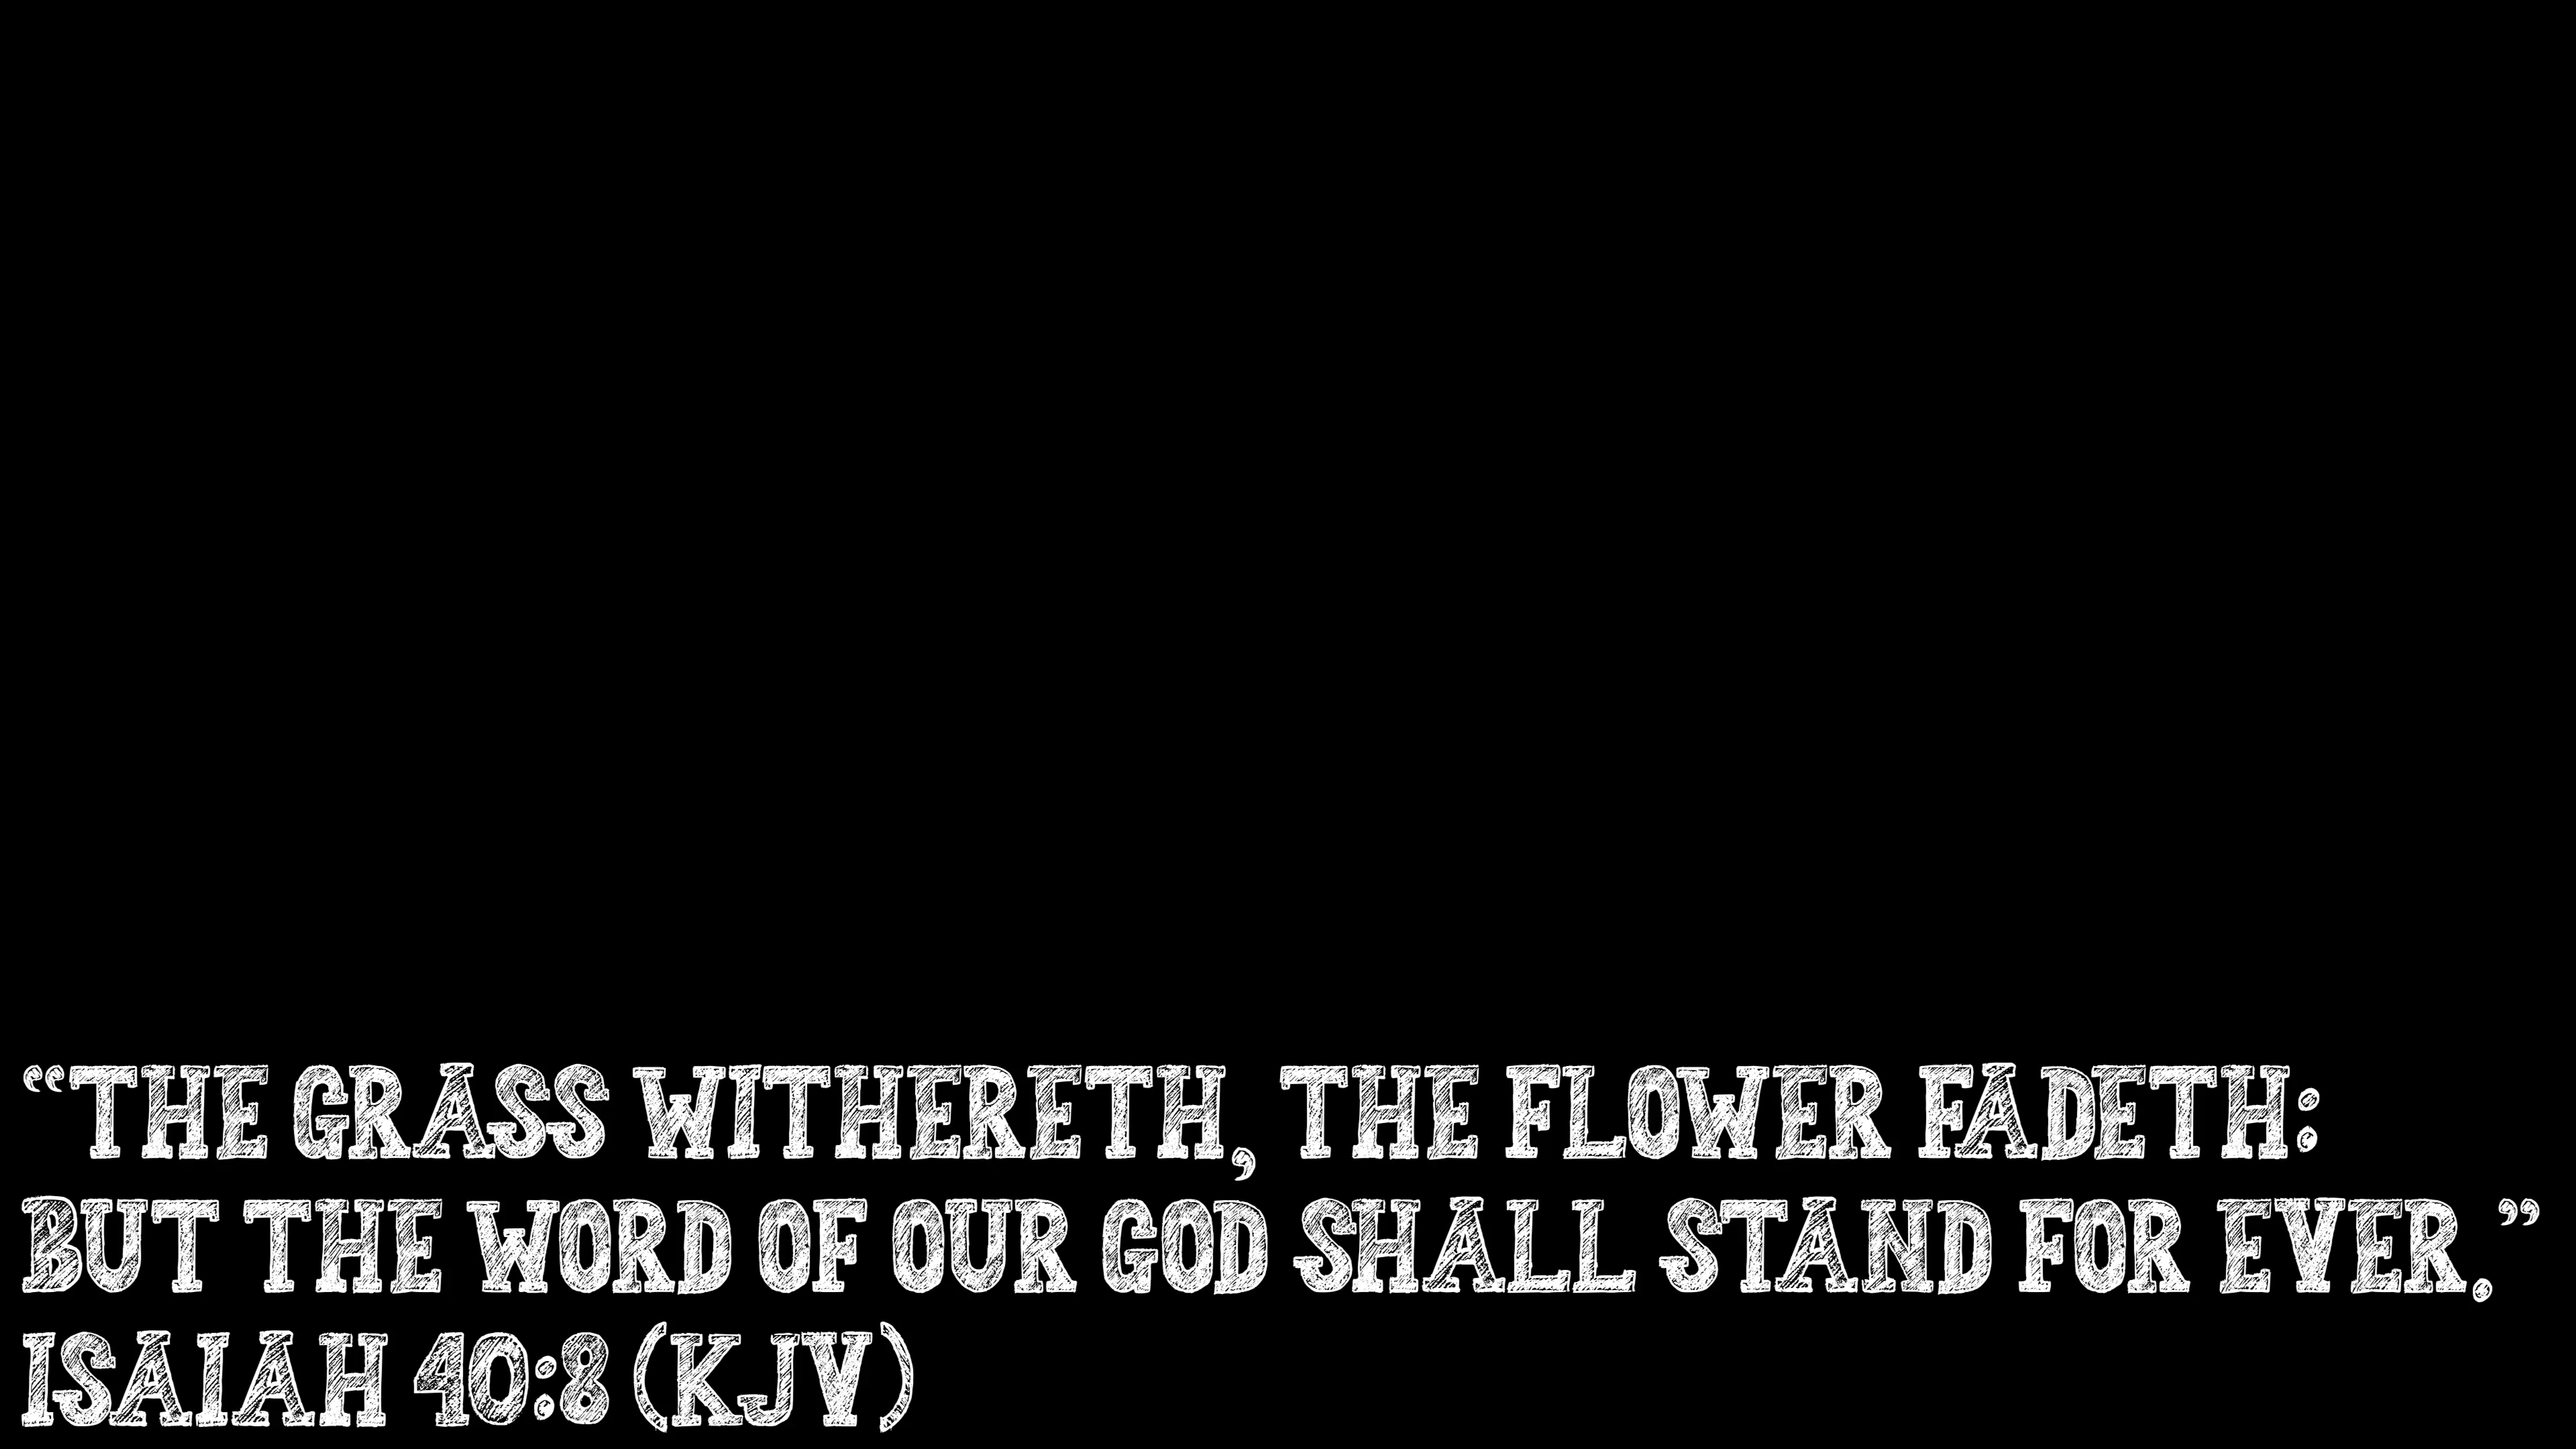 “THE GRASS WITHERETH, THE FLOWER FADETH:
BUT THE WORD OF OUR GOD SHALL STAND FOR EVER.”
ISAIAH 40:8 (KJV)